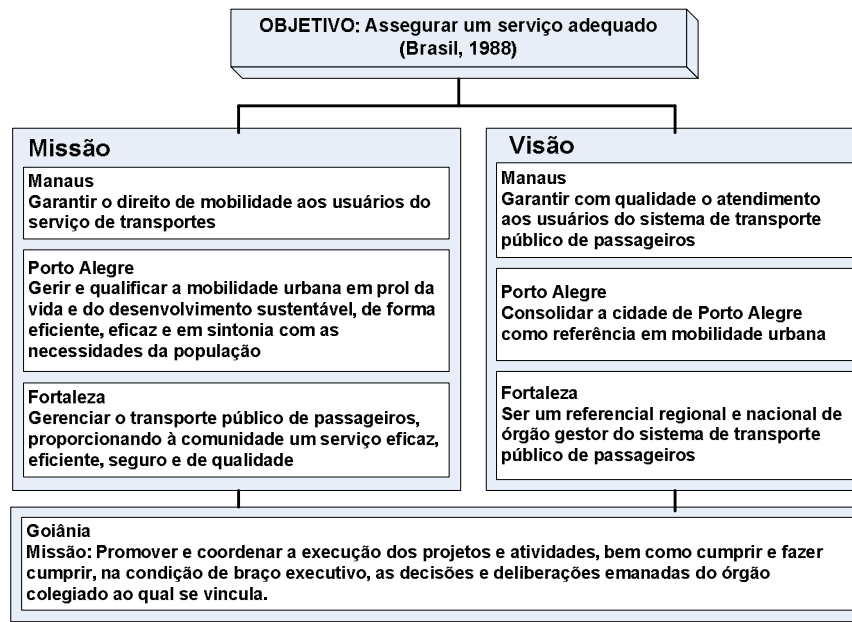 OBJETIVO: Assegurar um serviço adequado
(Brasil, 1988)
Missão
Manaus
Garantir o direito de mobilidade aos usuários do
serviço de transportes
Porto Alegre
Gerir e qualificar a mobilidade urbana em prol da
vida e do desenvolvimento sustentável, de forma
eficiente, eficaz e em sintonia com as
necessidades da população
Fortaleza
Gerenciar o transporte público de passageiros,
proporcionando à comunidade um serviço eficaz,
eficiente, seguro e de qualidade
Visão
Manaus
Garantir com qualidade o atendimento
aos usuários do sistema de transporte
público de passageiros
Porto Alegre
Consolidar a cidade de Porto Alegre
como referência em mobilidade urbana
Fortaleza
Ser um referencial regional e nacional de
órgão gestor do sistema de transporte
público de passageiros
Goiânia
Missão: Promover e coordenar a execução dos projetos e atividades, bem como cumprir e fazer
cumprir, na condição de braço executivo, as decisões e deliberações emanadas do órgão
colegiado ao qual se vincula.